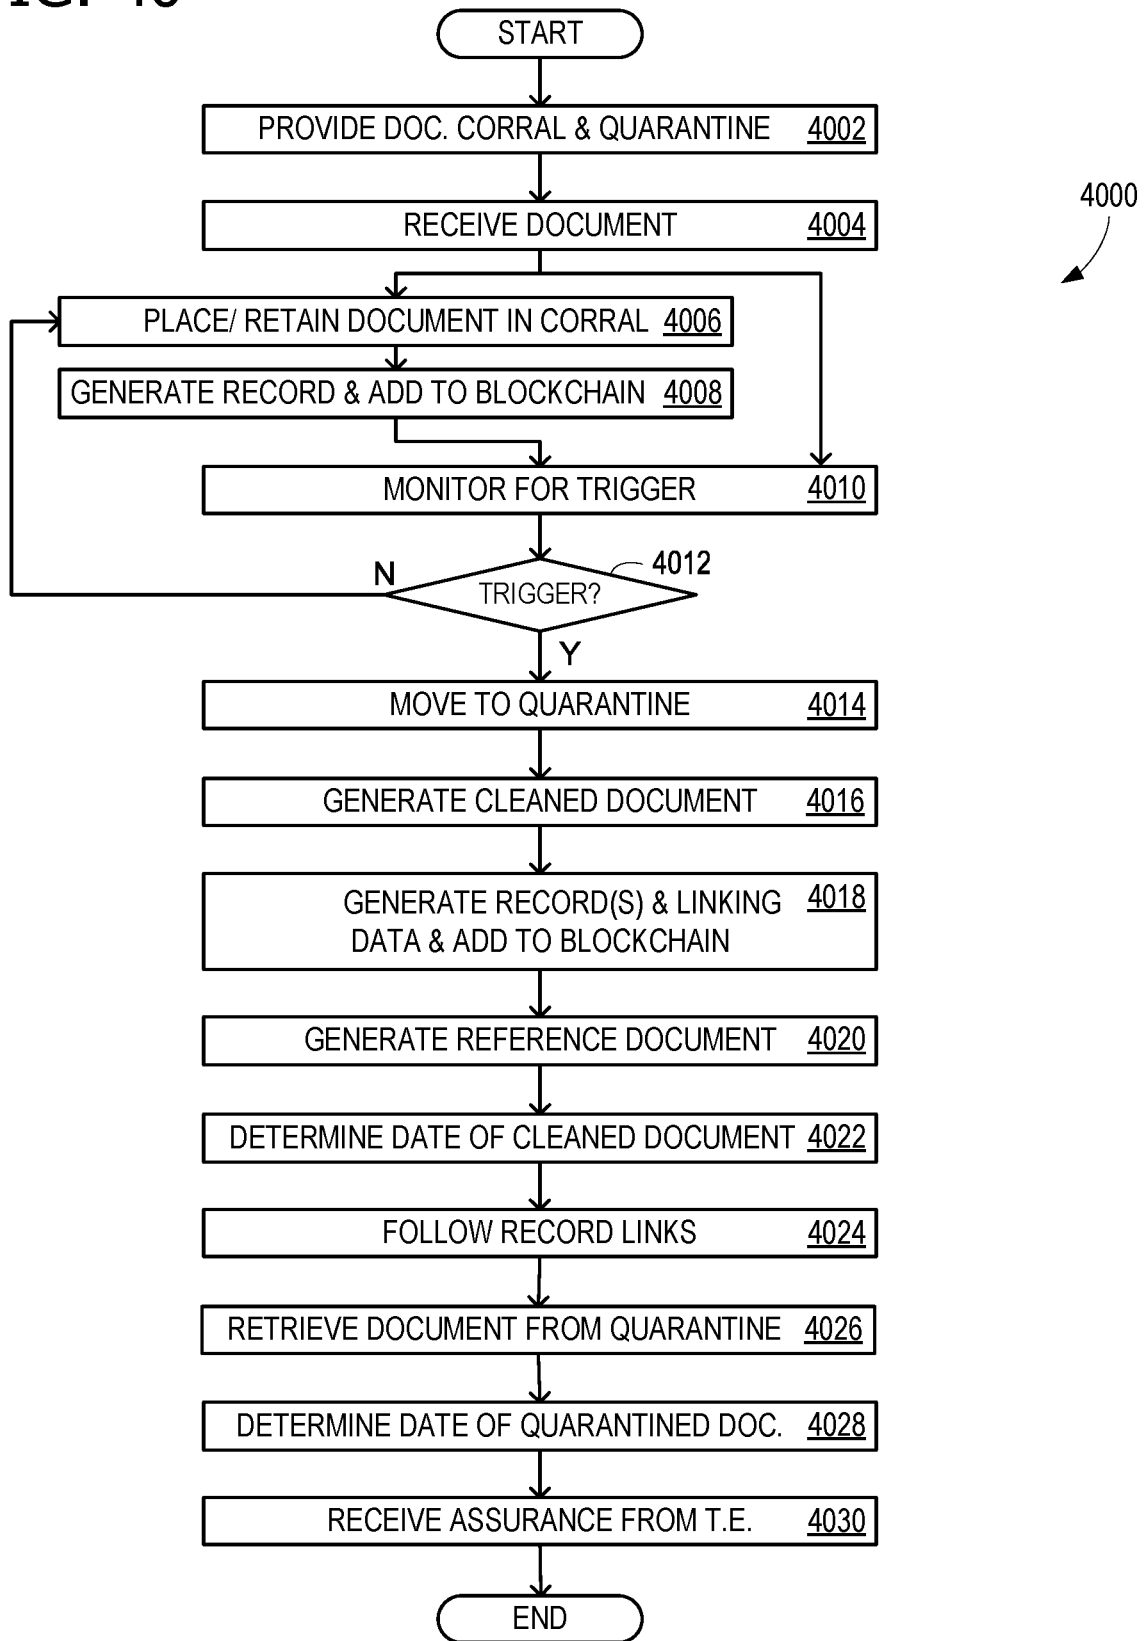 START
PROVIDE DOC. CORRAL & QUARANTINE 4002
4000
RECEIVE DOCUMENT 4004
PLACE/ RETAIN DOCUMENT IN CORRAL 4006
GENERATE RECORD & ADD TO BLOCKCHAIN 4008
MONITOR FOR TRIGGER 4010
4012
N
TRIGGER?
Y
MOVE TO QUARANTINE 4014
GENERATE CLEANED DOCUMENT 4016
GENERATE RECORD(S) & LINKING 4018
DATA & ADD TO BLOCKCHAIN
GENERATE REFERENCE DOCUMENT 4020
DETERMINE DATE OF CLEANED DOCUMENT 4022
FOLLOW RECORD LINKS 4024
RETRIEVE DOCUMENT FROM QUARANTINE 4026
DETERMINE DATE OF QUARANTINED DOC. 4028
RECEIVE ASSURANCE FROM T.E. 4030
END